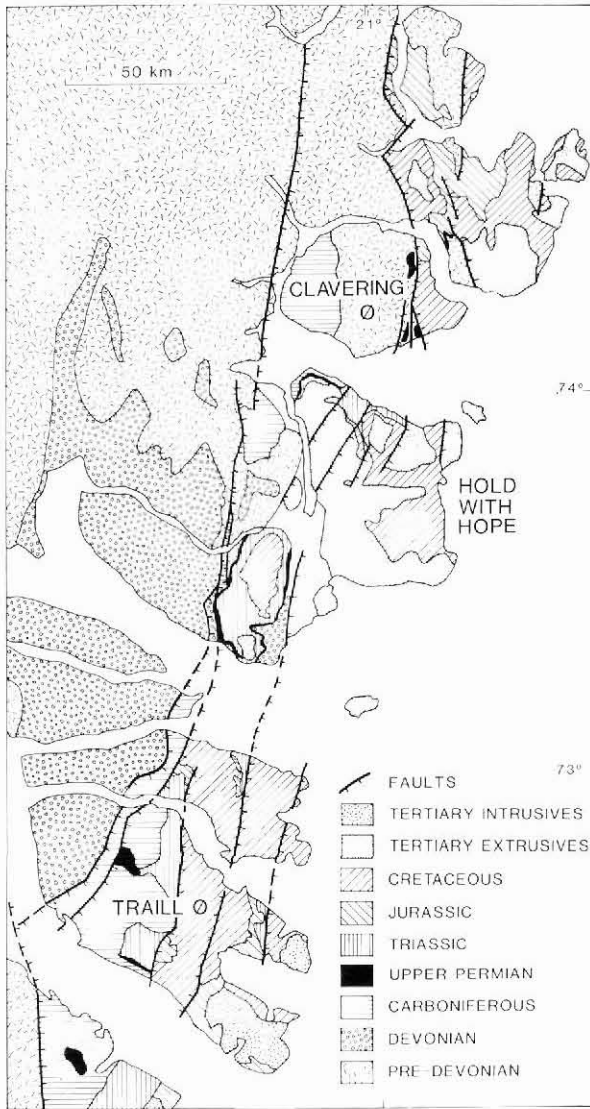 21°
50 km
CLAVERING
Ø
74°
HOLD
WITH
HOPE
73°
FAULTS
TERTIARY INTRUSIVES
TERTIARY EXTRUSIVES
CRETACEOUS
JURASSIC
TRIASSIC
UPPER PERMIAN
CARBONIFEROUS
DEVONIAN
PRE-DEVONIAN
TRAILL Ø